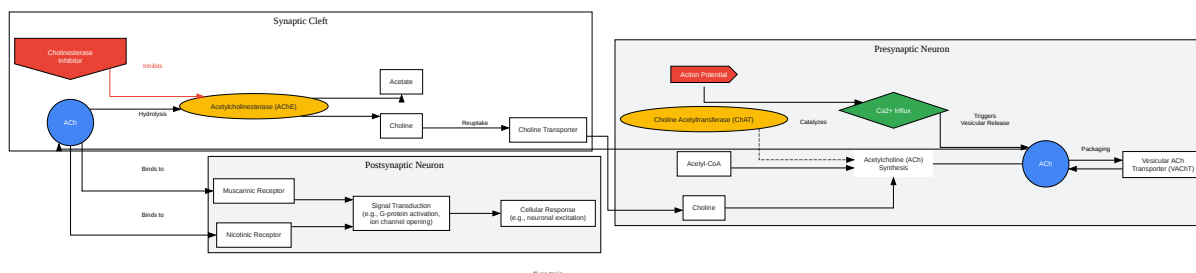 Synaptic Cleft
Cholinesterase
Inhibitor
Inhibits
ACh
Hydrolysis
Acetylcholinesterase (AChE)
Acetate
Choline
Reuptake
Choline Transporter
Binds to
Binds to
Postsynaptic Neuron
Muscarinic Receptor
Nicotinic Receptor
Signal Transduction
(e.g., G-protein activation,
ion channel opening)
Cellular Response
(e.g., neuronal excitation)
Presynaptic Neuron
Action Potential
Choline Acetyltransferase (ChAT)
Catalyzes
Ca2+ Influx
Triggers
Vesicular Release
Acetyl-CoA
Acetylcholine (ACh)
Synthesis
Choline
ACh
Packaging
Vesicular ACh
Transporter (VAChT)